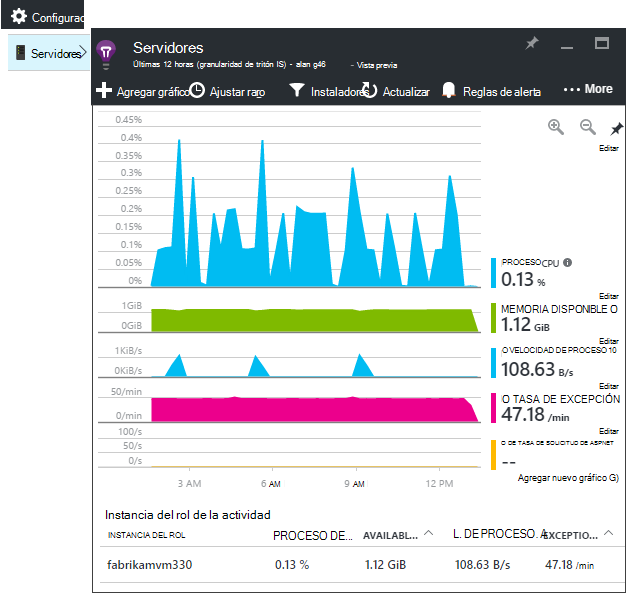 Configurac
Servidores
Servidores
Últimas 12 horas (granularidad de tritón IS) - alan g46 - Vista previa
Agregar gráfico Ajustar raro Instaladores Actualizar Reglas de alerta ··· More
Editar
0.45%
0.4%
0.35%
0.3%
0.25%
0.2%
0.15%
0.1%
0.05%
0%
PROCESO CPU
0.13 %
Editar
1GiB
0GiB
MEMORIA DISPONIBLE O
1.12 GiB
Editar
1KiB/s
0KiB/s
O VELOCIDAD DE PROCESO 10
108.63 B/s
Editar
50/min
0/min
O TASA DE EXCEPCIÓN
47.18 /min
Editar
100/s
50/s
0/s
O DE TASA DE SOLICITUD DE ASPNET
--
3 AM 6 AM 9 AM 12 PM
Agregar nuevo gráfico G)
Instancia del rol de la actividad
INSTANCIA DEL ROL PROCESO DE... AVAILABL... L. DE PROCESO. A EXCEPTIO...
fabrikamvm330 0.13 % 1.12 GiB 108.63 B/s 47.18 /min